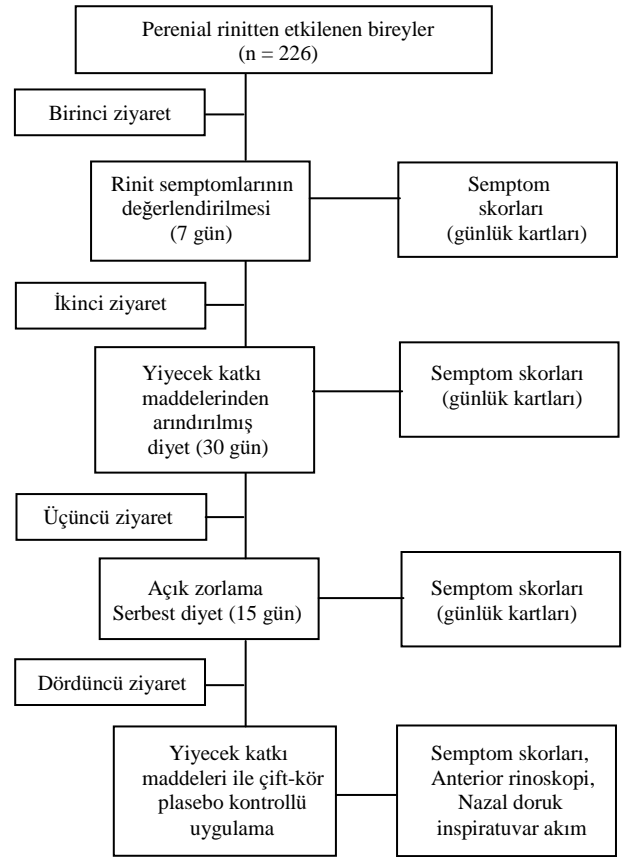 Perenial rinitten etkilenen bireyler
(n = 226)
Birinci ziyaret
Rinit semptomlarının
değerlendirilmesi
(7 gün)
Semptom
skorları
(günlük kartları)
İkinci ziyaret
Yiyecek katkı
maddelerinden
arındırılmış
diyet (30 gün)
Semptom skorları
(günlük kartları)
Üçüncü ziyaret
Açık zorlama
Serbest diyet (15 gün)
Semptom skorları
(günlük kartları)
Dördüncü ziyaret
Yiyecek katkı
maddeleri ile çift-kör
plasebo kontrollü
uygulama
Semptom skorları,
Anterior rinoskopi,
Nazal doruk
inspiratuvar akım